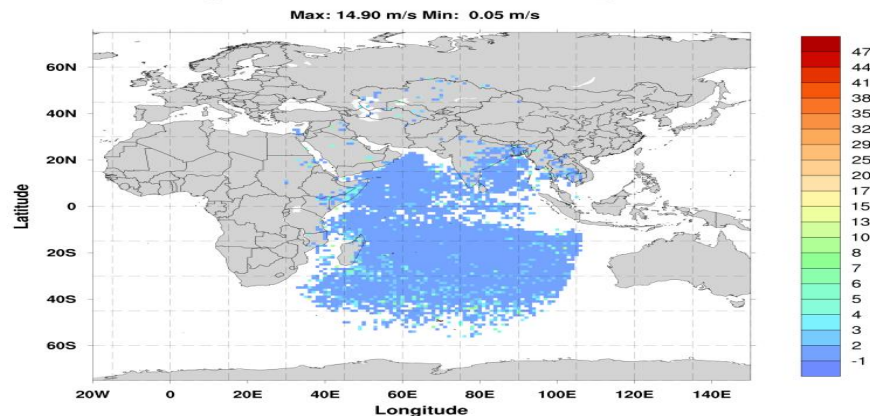 Max: 14.90 m/s Min: 0.05 m/s
60N
40N
20N
0
20S
40S
60S
Latitude
20W 0 20E 40E 60E 80E 100E 120E 140E
Longitude
47
44
41
38
35
32
29
25
20
17
15
13
10
8
7
6
5
4
3
2
-1